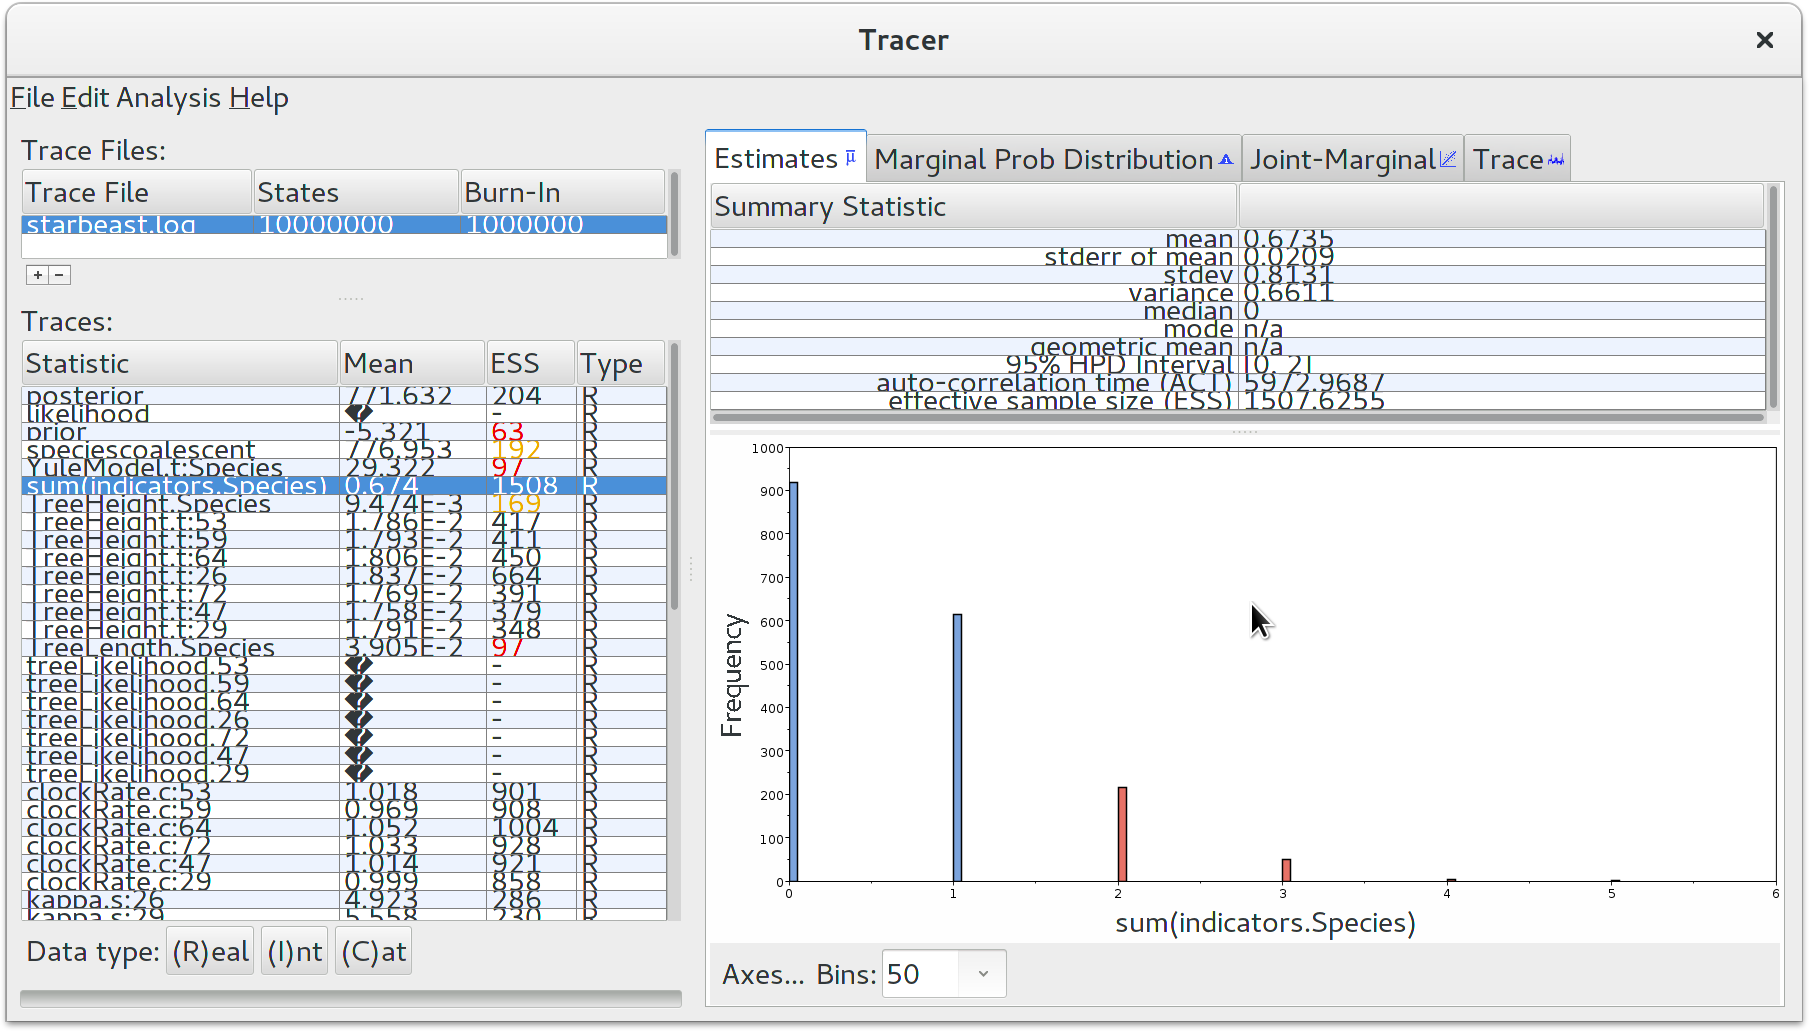 Tracer
File Edit Analysis Help
Trace Files:
Trace File States Burn-In
starbeast.log 10000000 1000000
+ −
Traces:
Statistic Mean ESS Type
posterior 771.632 204 R
likelihood � - R
prior -5.321 63 R
speciescoalescent 776.953 192 R
YuleModel.t:Species 29.322 97 R
sum(indicators.Species) 0.674 1508 R
TreeHeight.Species 9.474E-3 169 R
TreeHeight.t:53 1.786E-2 417 R
TreeHeight.t:59 1.793E-2 411 R
TreeHeight.t:64 1.806E-2 450 R
TreeHeight.t:26 1.837E-2 664 R
TreeHeight.t:72 1.769E-2 391 R
TreeHeight.t:47 1.758E-2 379 R
TreeHeight.t:29 1.791E-2 348 R
TreeLength.Species 3.905E-2 97 R
treeLikelihood.53 � - R
treeLikelihood.59 � - R
treeLikelihood.64 � - R
treeLikelihood.26 � - R
treeLikelihood.72 � - R
treeLikelihood.47 � - R
treeLikelihood.29 � - R
clockRate.c:53 1.018 901 R
clockRate.c:59 0.969 908 R
clockRate.c:64 1.052 1004 R
clockRate.c:72 1.033 928 R
clockRate.c:47 1.014 921 R
clockRate.c:29 0.999 858 R
kappa.s:26 4.923 286 R
kappa.s:29 5.558 230 R
Data type: (R)eal (I)nt (C)at
Estimates Marginal Prob Distribution Joint-Marginal Trace
Summary Statistic
mean 0.6735
stderr of mean 0.0209
stdev 0.8131
variance 0.6611
median 0
mode n/a
geometric mean n/a
95% HPD Interval [0, 2]
auto-correlation time (ACT) 5972.9687
effective sample size (ESS) 1507.6255
1000
900
800
700
600
500
400
300
200
100
0
Frequency
0 1 2 3 4 5 6
sum(indicators.Species)
Axes... Bins: 50